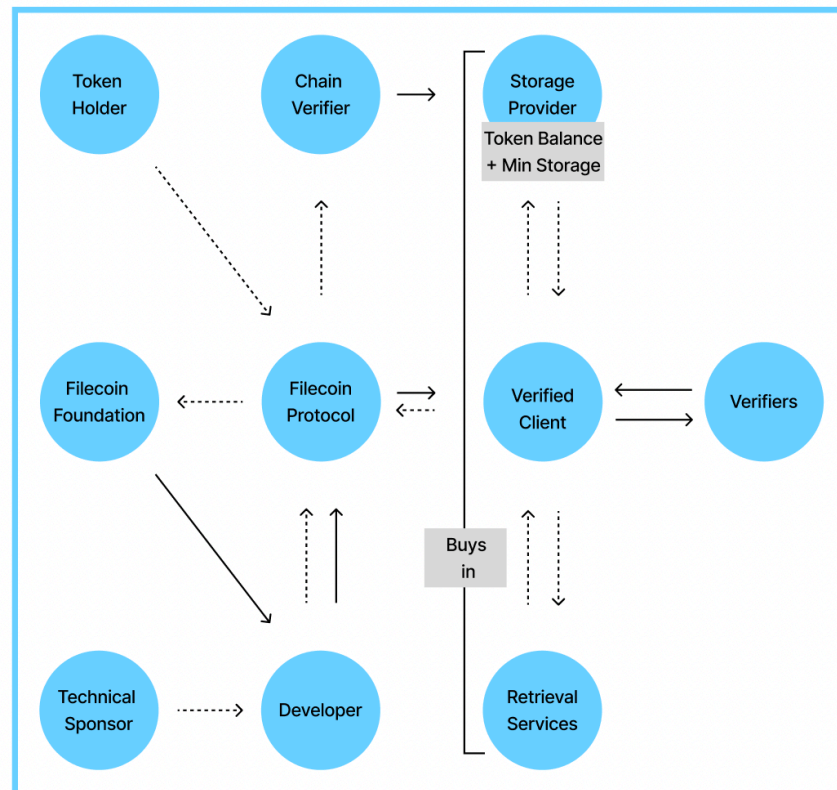 Token
Holder
Chain
Verifier
Storage
Provider
Token Balance
+ Min Storage
Filecoin
Foundation
Filecoin
Protocol
Verified
Client
Verifiers
Buys
in
Technical
Sponsor
Developer
Retrieval
Services